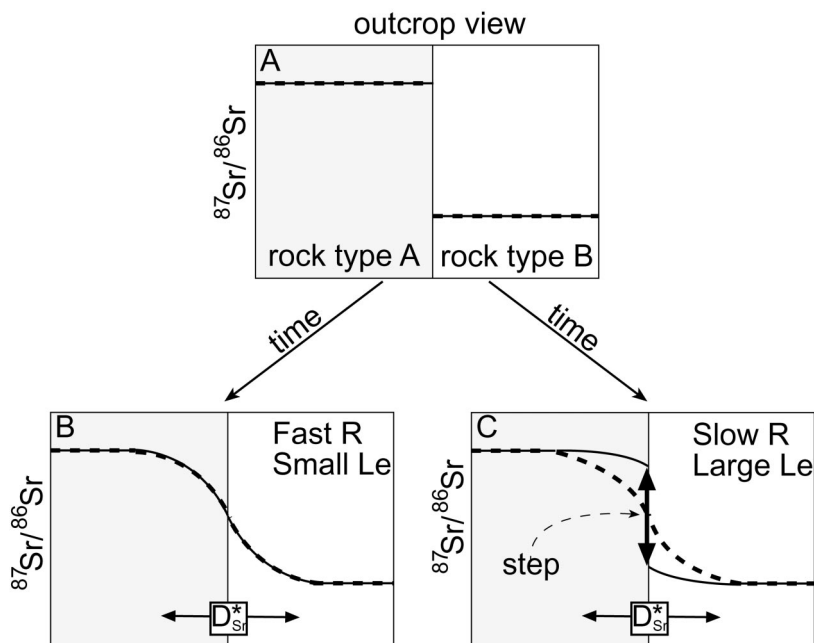 outcrop view
A
87Sr/86Sr
rock type A
rock type B
time
time
B
Fast R
Small Le
87Sr/86Sr
D*Sr
C
Slow R
Large Le
87Sr/86Sr
step
D*Sr